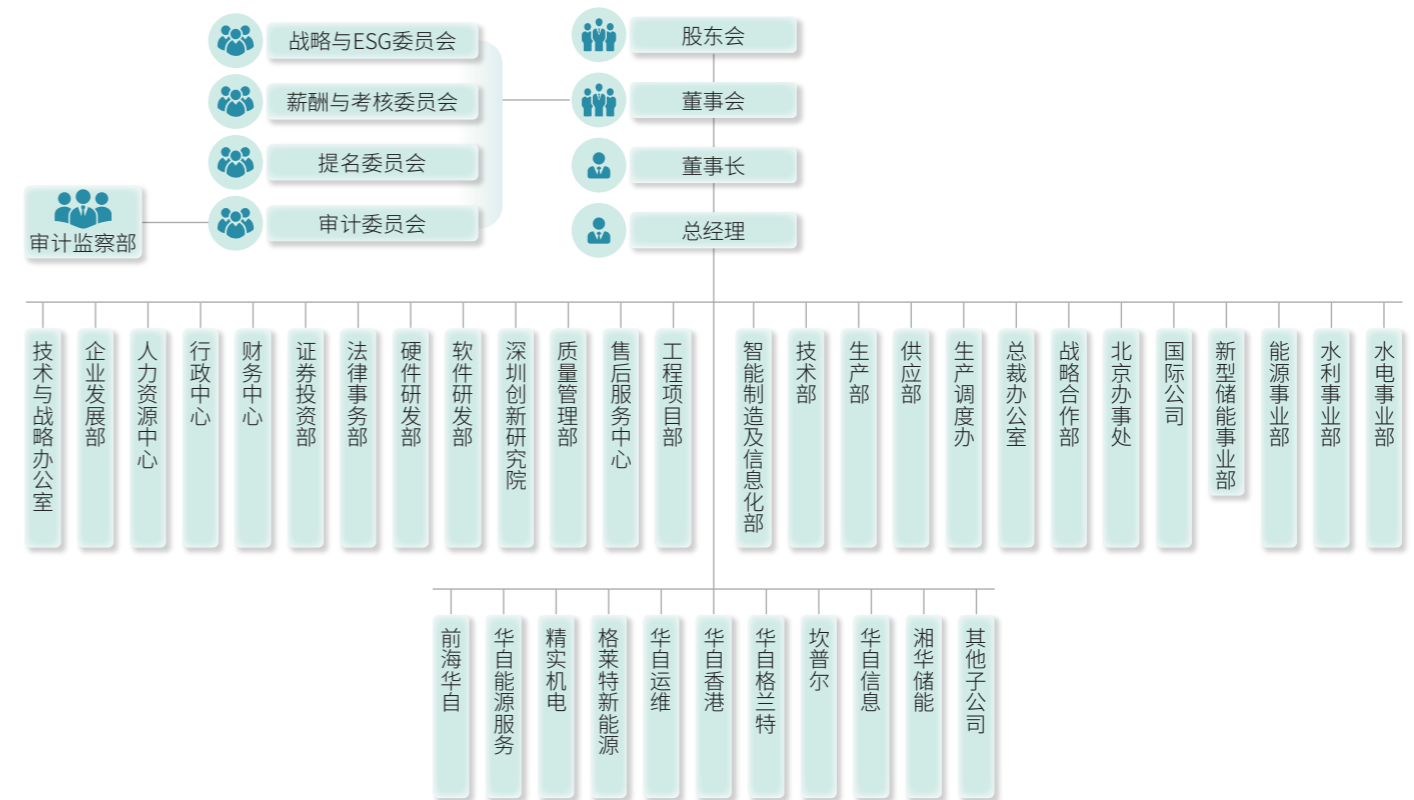 战略与ESG委员会
薪酬与考核委员会
提名委员会
审计委员会
审计监察部
股东会
董事会
董事长
总经理
技术与战略办公室
企业发展部
人力资源中心
行政中心
财务中心
证券投资部
法律事务部
硬件研发部
软件研发部
深圳创新研究院
质量管理部
售后服务中心
工程项目部
智能制造及信息化部
技术部
生产部
供应部
生产调度办
总裁办公室
战略合作部
北京办事处
国际公司
新型储能事业部
能源事业部
水利事业部
水电事业部
前海华自
华自能源服务
精实机电
格莱特新能源
华自运维
华自香港
华自格兰特
坎普尔
华自信息
湘华储能
其他子公司